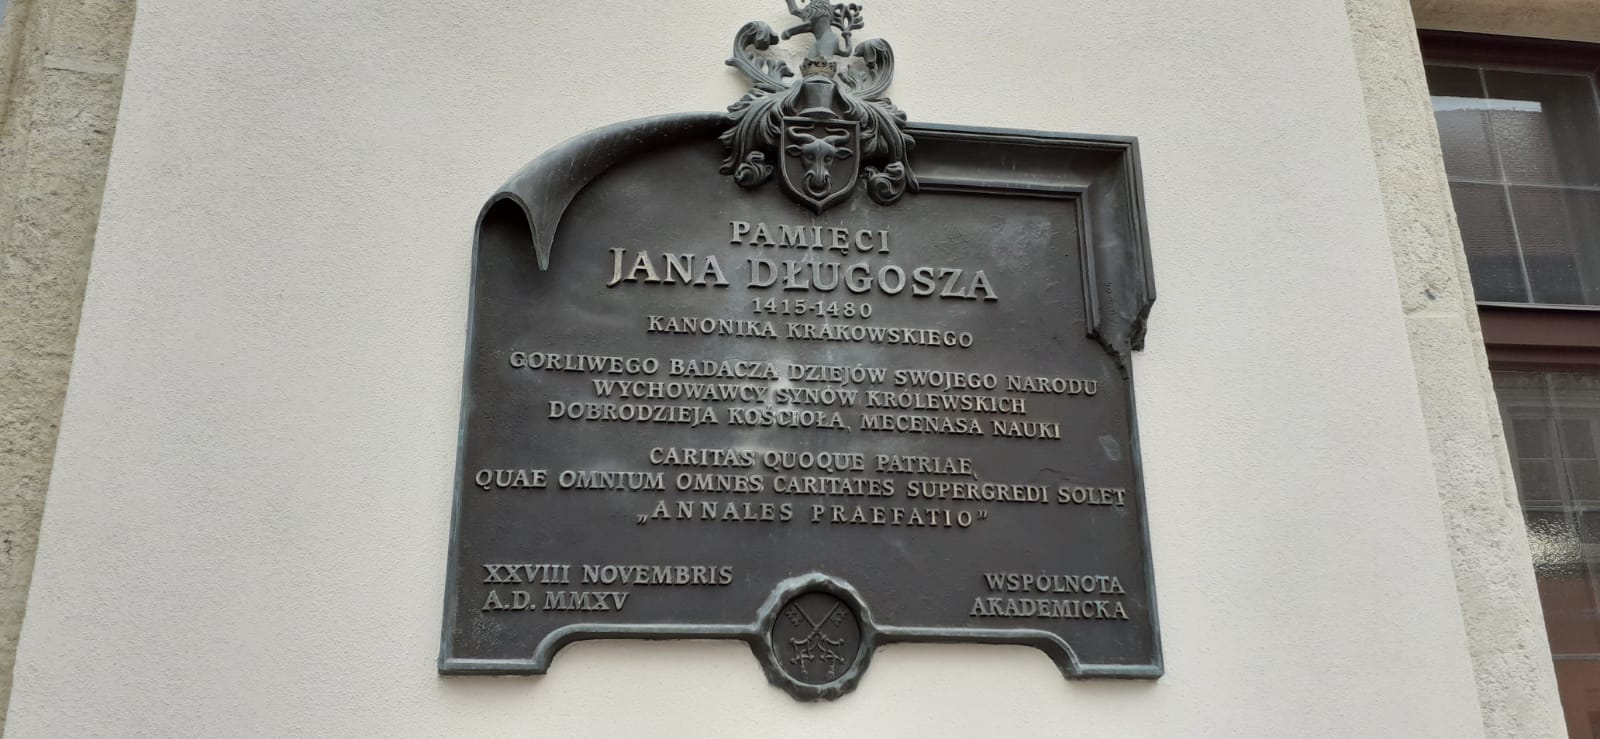 PAMIĘCI
JANA DŁUGOSZA
1415-1480
KANONIKA KRAKOWSKIEGO
GORLIWEGO BADACZA DZIEJÓW SWOJEGO NARODU
WYCHOWAWCY SYNÓW KRÓLEWSKICH
DOBRODZIEJA KOŚCIOŁA, MECENASA NAUKI
CARITAS QUOQUE PATRIAE,
QUAE OMNIUM OMNES CARITATES SUPERGREDI SOLET
„ANNALES PRAEFATIO”
XXVIII NOVEMBRIS
A.D. MMXV
WSPÓLNOTA
AKADEMICKA